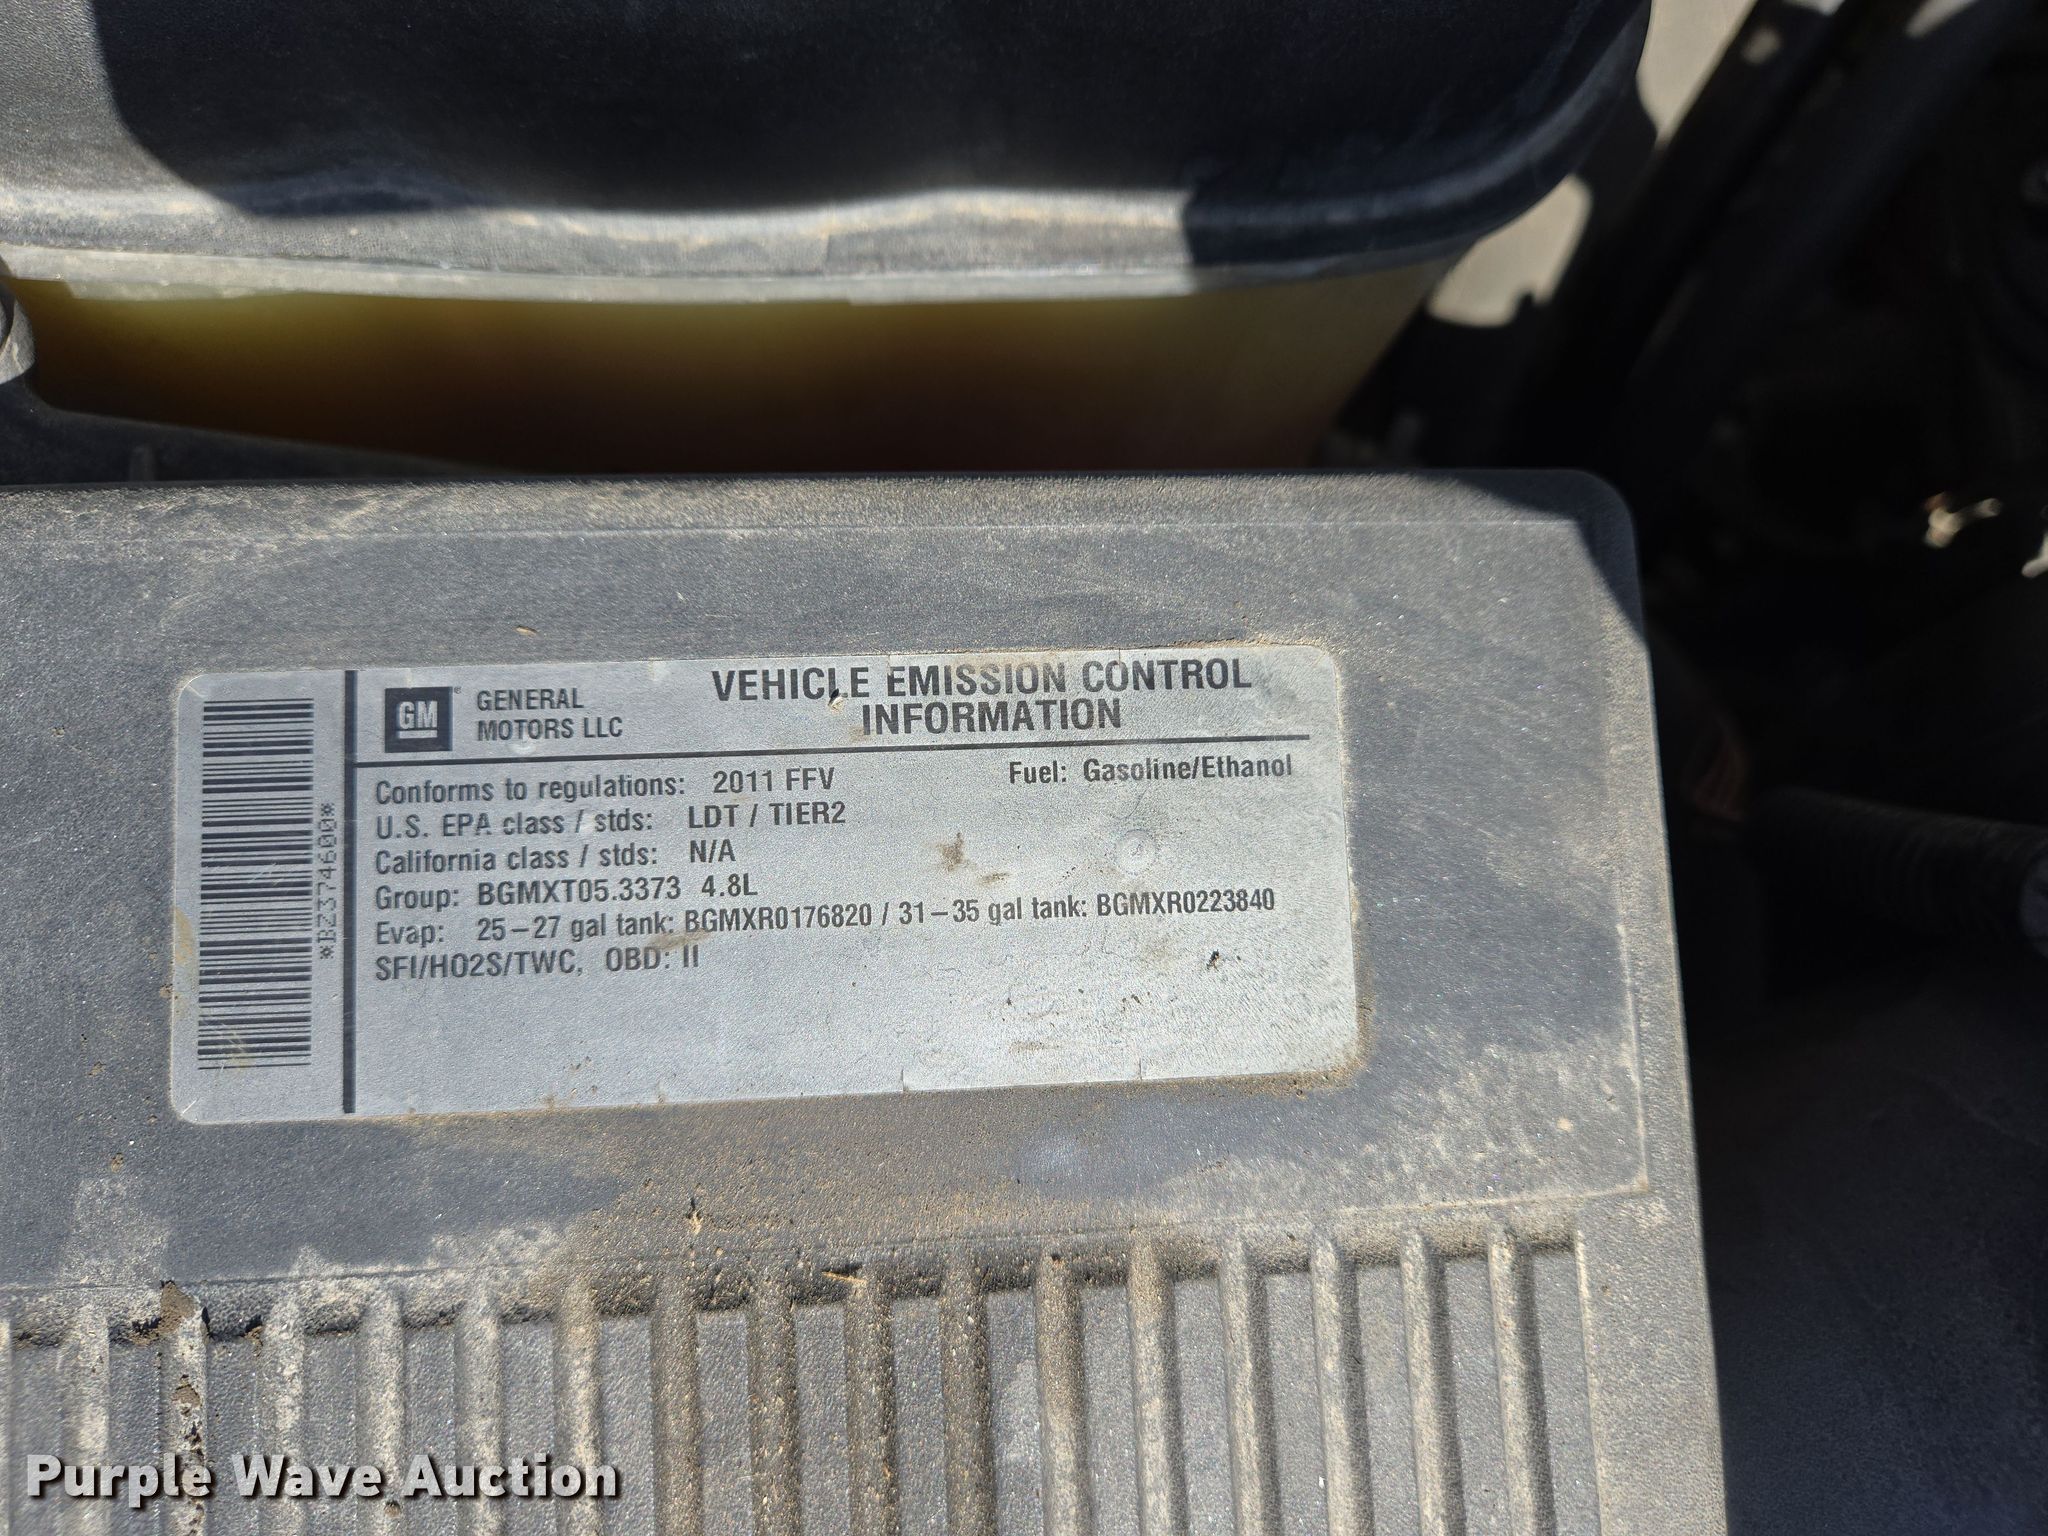 GM GENERAL MOTORS LLC
VEHICLE EMISSION CONTROL
INFORMATION
Conforms to regulations: 2011 FFV Fuel: Gasoline/Ethanol
U.S. EPA class / stds: LDT / TIER2
California class / stds: N/A
Group: BGMXT05.3373 4.8L
Evap: 25–27 gal tank: BGMXR0176820 / 31–35 gal tank: BGMXR0223840
SFI/HO2S/TWC, OBD: II
*BZ374600*
Purple Wave Auction